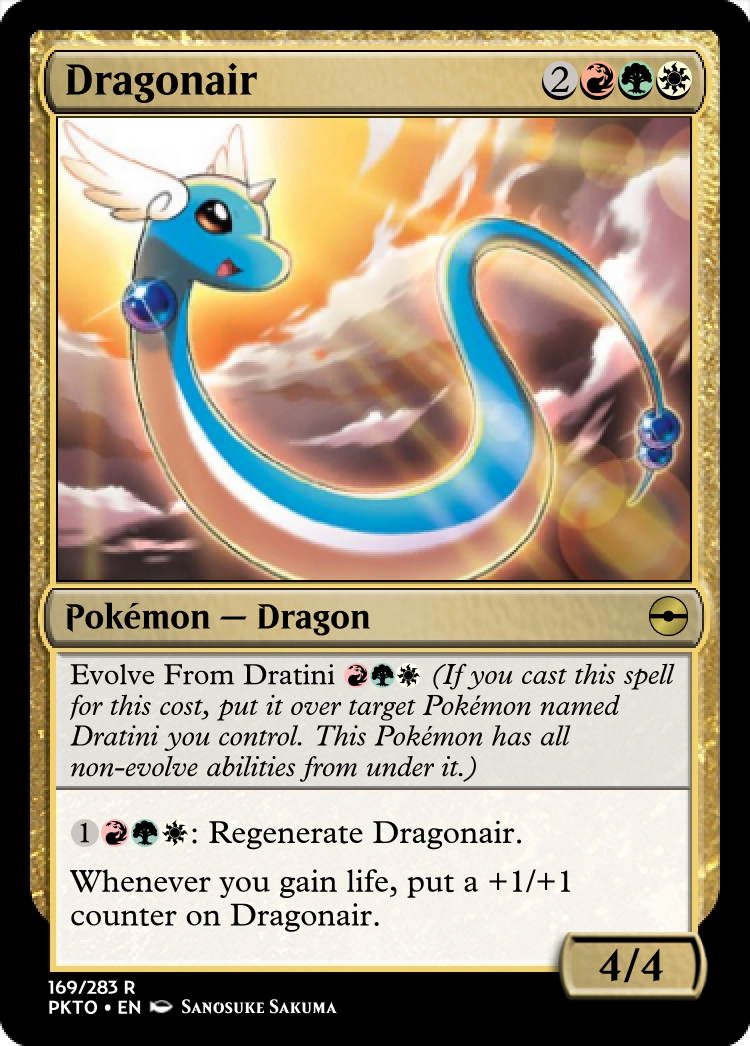 Dragonair 2
Pokémon — Dragon
Evolve From Dratini (If you cast this spell
for this cost, put it over target Pokémon named
Dratini you control. This Pokémon has all
non-evolve abilities from under it.)
1 : Regenerate Dragonair.
Whenever you gain life, put a +1/+1
counter on Dragonair.
4/4
169/283 R
PKTO • EN SANOSUKE SAKUMA